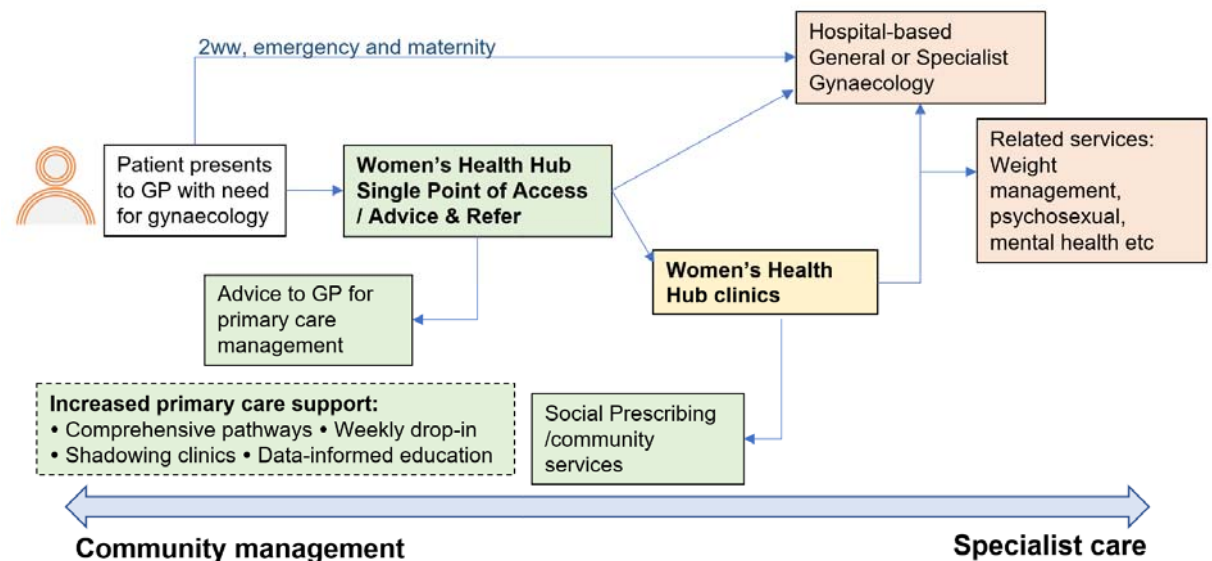 2ww, emergency and maternity
Hospital-based
General or Specialist
Gynaecology
Patient presents
to GP with need
for gynaecology
Women’s Health Hub
Single Point of Access
/ Advice & Refer
Related services:
Weight
management,
psychosexual,
mental health etc
Women’s Health
Hub clinics
Advice to GP for
primary care
management
Increased primary care support:
• Comprehensive pathways • Weekly drop-in
• Shadowing clinics • Data-informed education
Social Prescribing
/community
services
Community management
Specialist care